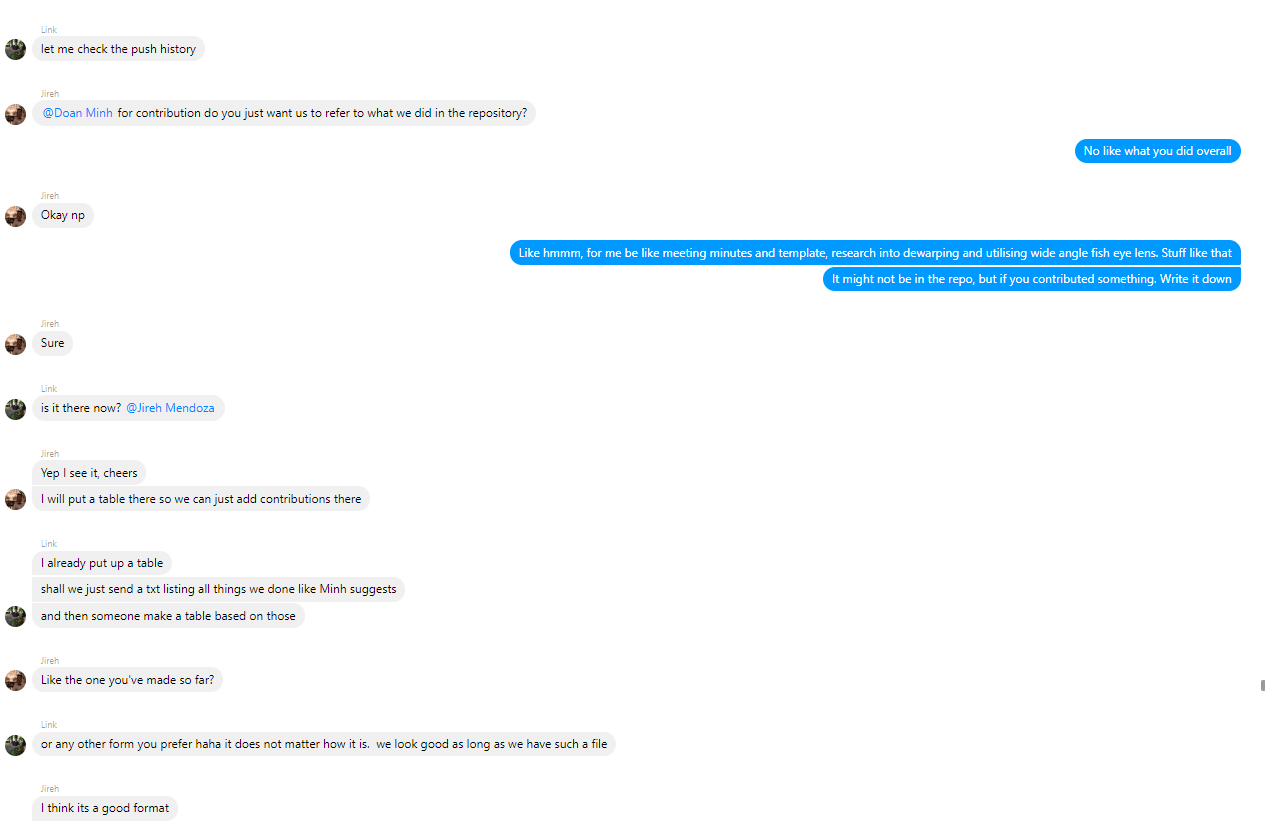 Link
let me check the push history
Jireh
@Doan Minh for contribution do you just want us to refer to what we did in the repository?
No like what you did overall
Jireh
Okay np
Like hmmm, for me be like meeting minutes and template, research into dewarping and utilising wide angle fish eye lens. Stuff like that
It might not be in the repo, but if you contributed something. Write it down
Jireh
Sure
Link
is it there now? @Jireh Mendoza
Jireh
Yep I see it, cheers
I will put a table there so we can just add contributions there
Link
I already put up a table
shall we just send a txt listing all things we done like Minh suggests
and then someone make a table based on those
Jireh
Like the one you've made so far?
Link
or any other form you prefer haha it does not matter how it is.  we look good as long as we have such a file
Jireh
I think its a good format